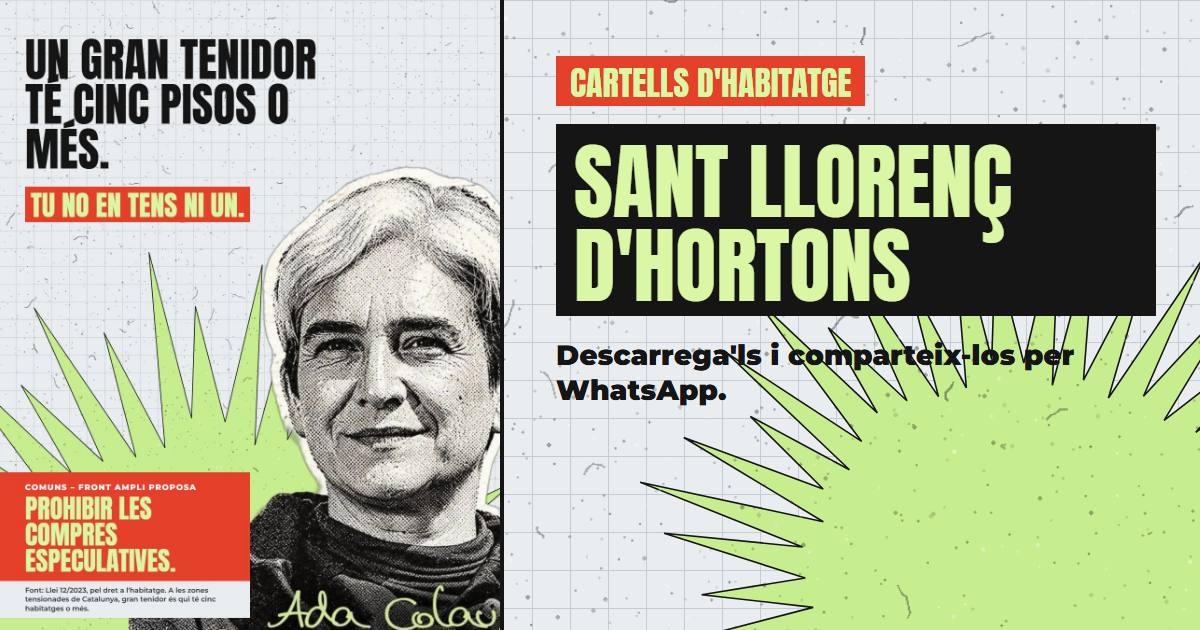 UN GRAN TENIDOR
TÉ CINC PISOS O
MÉS.
TU NO EN TENS NI UN.
COMUNS – FRONT AMPLI PROPOSA
PROHIBIR LES
COMPRES
ESPECULATIVES.
Font: Llei 12/2023, pel dret a l'habitatge. A les zones
tensionades de Catalunya, gran tenidor és qui té cinc
habitatges o més.
Ada Colau
CARTELLS D'HABITATGE
SANT LLORENÇ
D'HORTONS
Descarrega'ls i comparteix-los per
WhatsApp.